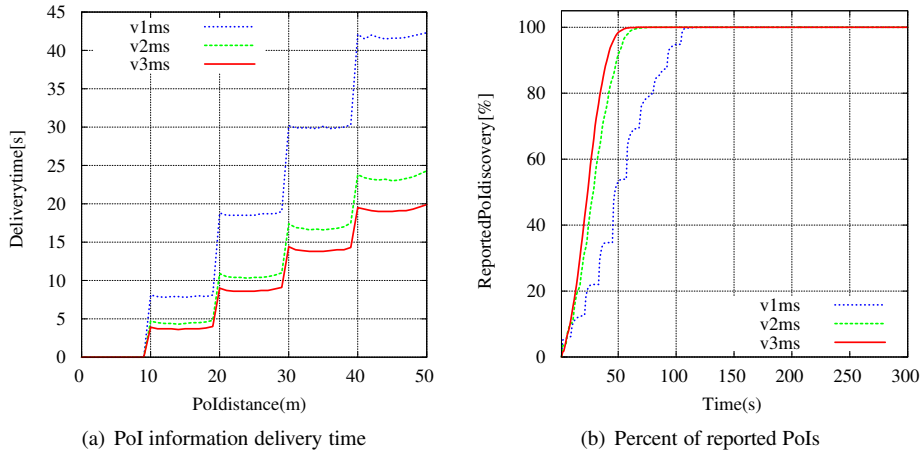 45
40
35
30
25
20
15
10
5
0
Deliverytime[s]
v1ms
v2ms
v3ms
0 10 20 30 40 50
PoIdistance(m)
(a) PoI information delivery time
100
80
60
40
20
0
ReportedPoIdiscovery[%]
v1ms
v2ms
v3ms
50 100 150 200 250 300
Time(s)
(b) Percent of reported PoIs